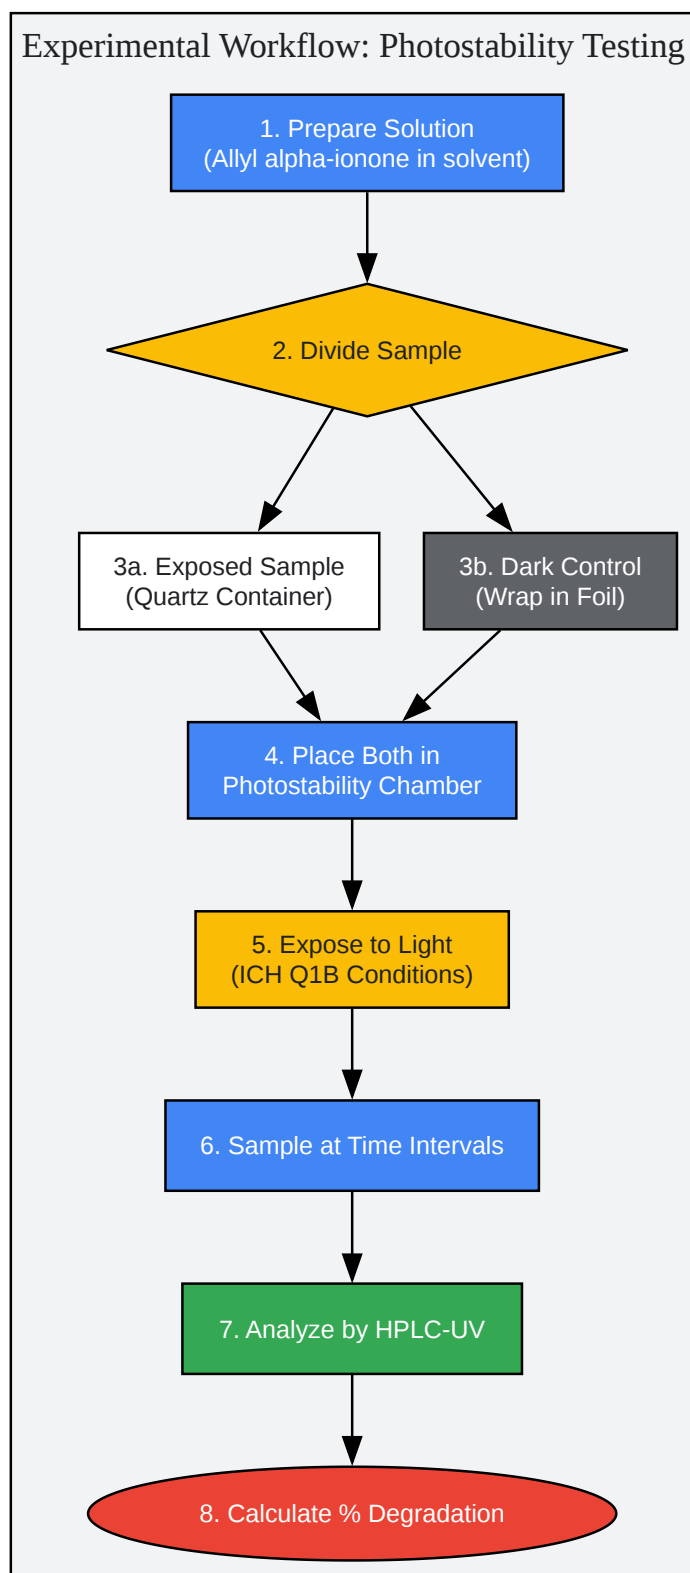 Experimental Workflow: Photostability Testing
1. Prepare Solution
(Allyl alpha-ionone in solvent)
2. Divide Sample
3a. Exposed Sample
(Quartz Container)
3b. Dark Control
(Wrap in Foil)
4. Place Both in
Photostability Chamber
5. Expose to Light
(ICH Q1B Conditions)
6. Sample at Time Intervals
7. Analyze by HPLC-UV
8. Calculate % Degradation